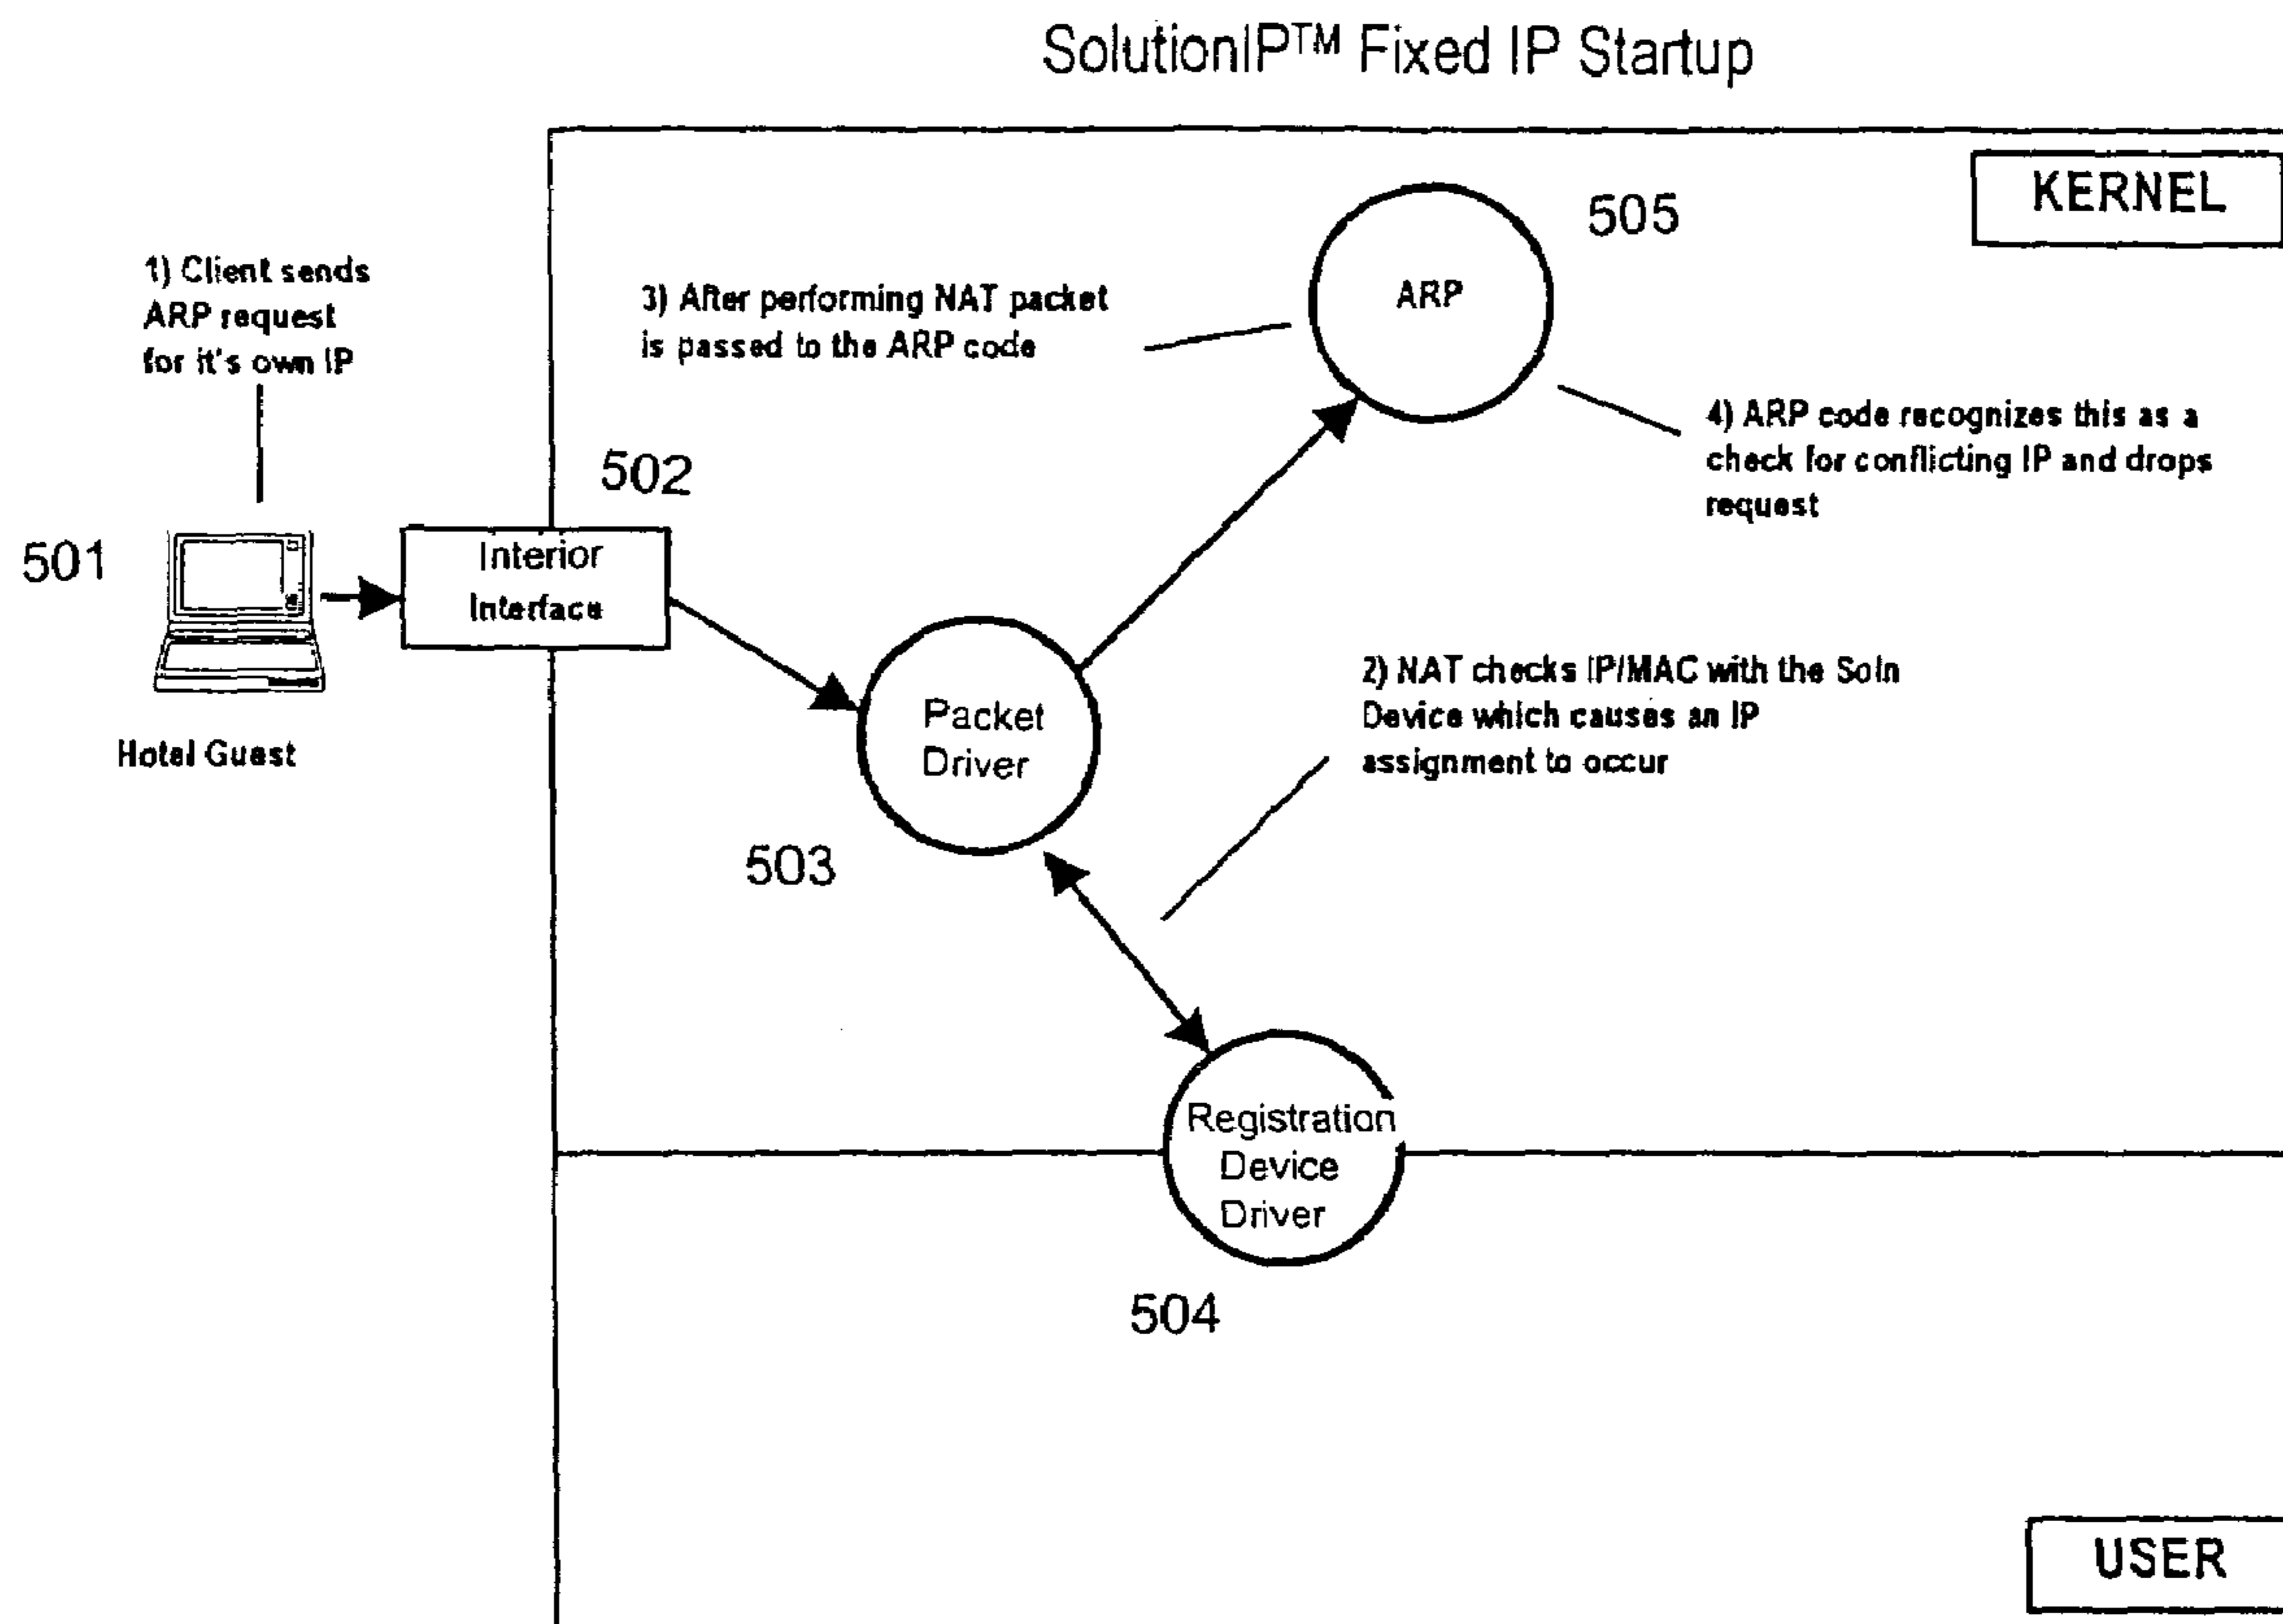 SolutionIP™ Fixed IP Startup
KERNEL
505
ARP
1) Client sends
ARP request
for it's own IP
3) After performing NAT packet
is passed to the ARP code
4) ARP code recognizes this as a
check for conflicting IP and drops
request
502
501
Interior
Interface
Hotel Guest
2) NAT checks IP/MAC with the Soln
Device which causes an IP
assignment to occur
Packet
Driver
503
Registration
Device
Driver
504
USER